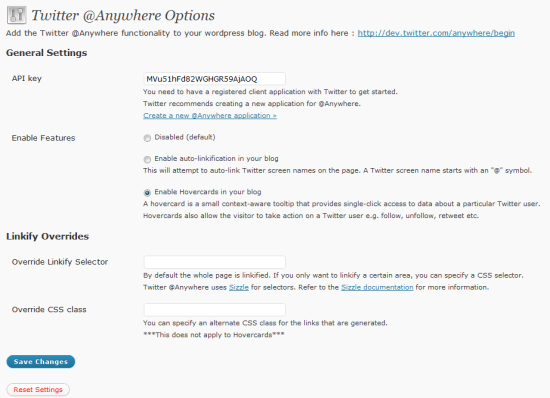 Twitter @Anywhere Options
Add the Twitter @Anywhere functionality to your wordpress blog. Read more info here : http://dev.twitter.com/anywhere/begin
General Settings
API key
MVu51hFd82WGHGR59AjAOQ
You need to have a registered client application with Twitter to get started.
Twitter recommends creating a new application for @Anywhere.
Create a new @Anywhere application »
Enable Features
Disabled (default)
Enable auto-linkification in your blog
This will attempt to auto-link Twitter screen names on the page. A Twitter screen name starts with an "@" symbol.
Enable Hovercards in your blog
A hovercard is a small context-aware tooltip that provides single-click access to data about a particular Twitter user.
Hovercards also allow the visitor to take action on a Twitter user e.g. follow, unfollow, retweet etc.
Linkify Overrides
Override Linkify Selector
By default the whole page is linkified. If you only want to linkify a certain area, you can specify a CSS selector.
Twitter @Anywhere uses Sizzle for selectors. Refer to the Sizzle documentation for more information.
Override CSS class
You can specify an alternate CSS class for the links that are generated.
***This does not apply to Hovercards***
Save Changes
Reset Settings